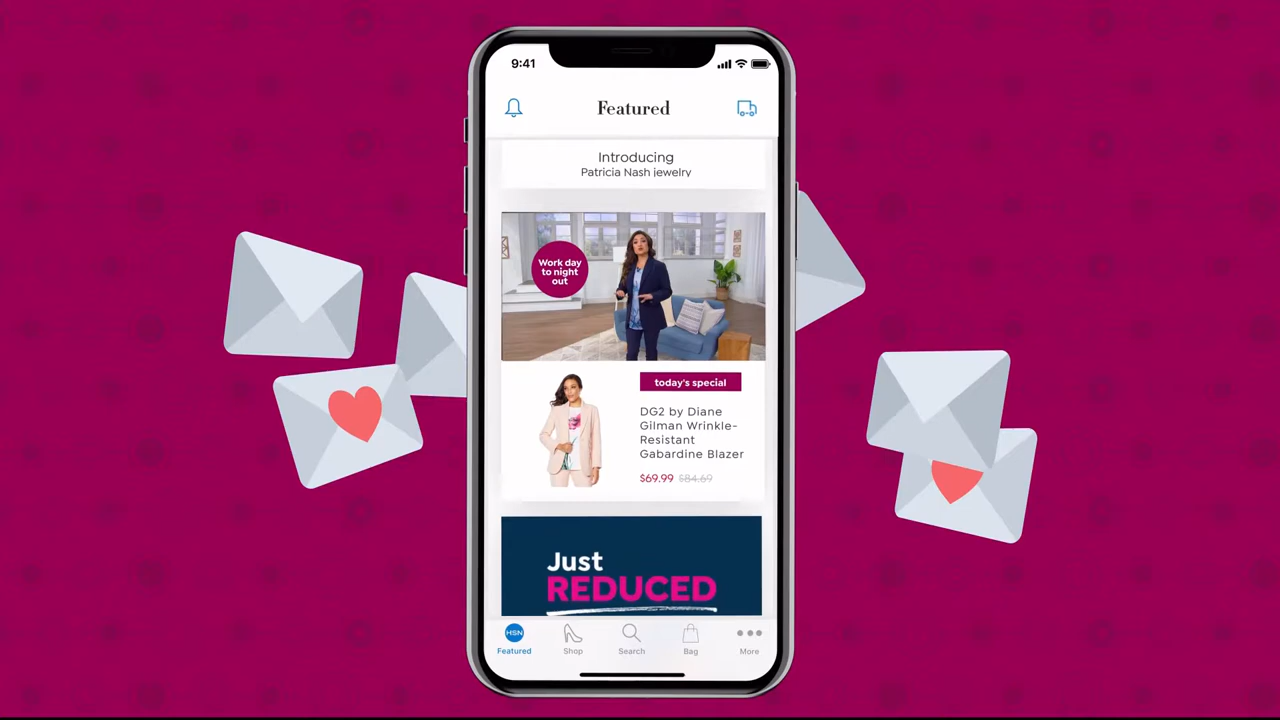 9:41
Featured
Introducing
Patricia Nash jewelry
Work day
to night
out
today's special
DG2 by Diane
Gilman Wrinkle-
Resistant
Gabardine Blazer
$69.99 $84.69
Just
REDUCED
HSN
Featured
Shop
Search
Bag
More